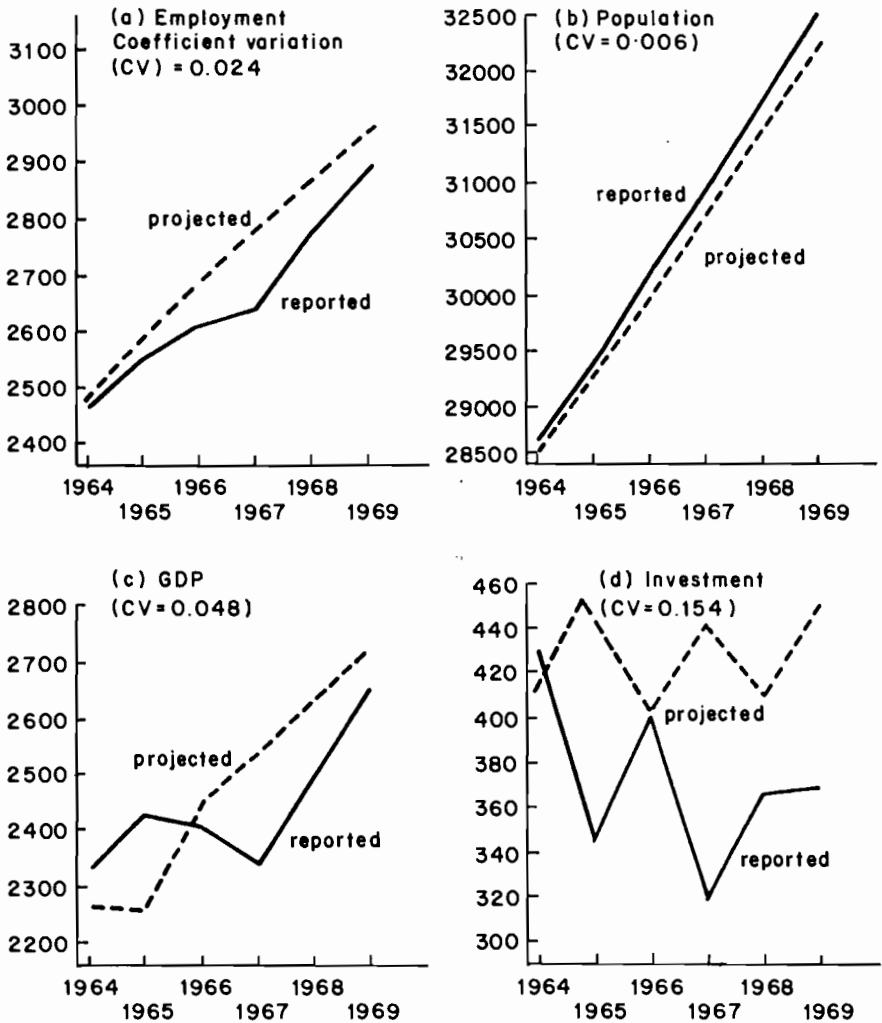 (a) Employment
Coefficient variation
(CV) = 0.024
3100
3000
2900
2800
2700
2600
2500
2400
projected
reported
1964 1966 1968
1965 1967 1969
(b) Population
(CV=0·006)
32500
32000
31500
31000
30500
30000
29500
29000
28500
reported
projected
1964 1966 1968
1965 1967 1969
(c) GDP
(CV=0.048)
2800
2700
2600
2500
2400
2300
2200
projected
reported
1964 1966 1968
1965 1967 1969
(d) Investment
(CV=0.154)
460
440
420
400
380
360
340
320
300
projected
reported
1964 1966 1968
1965 1967 1969